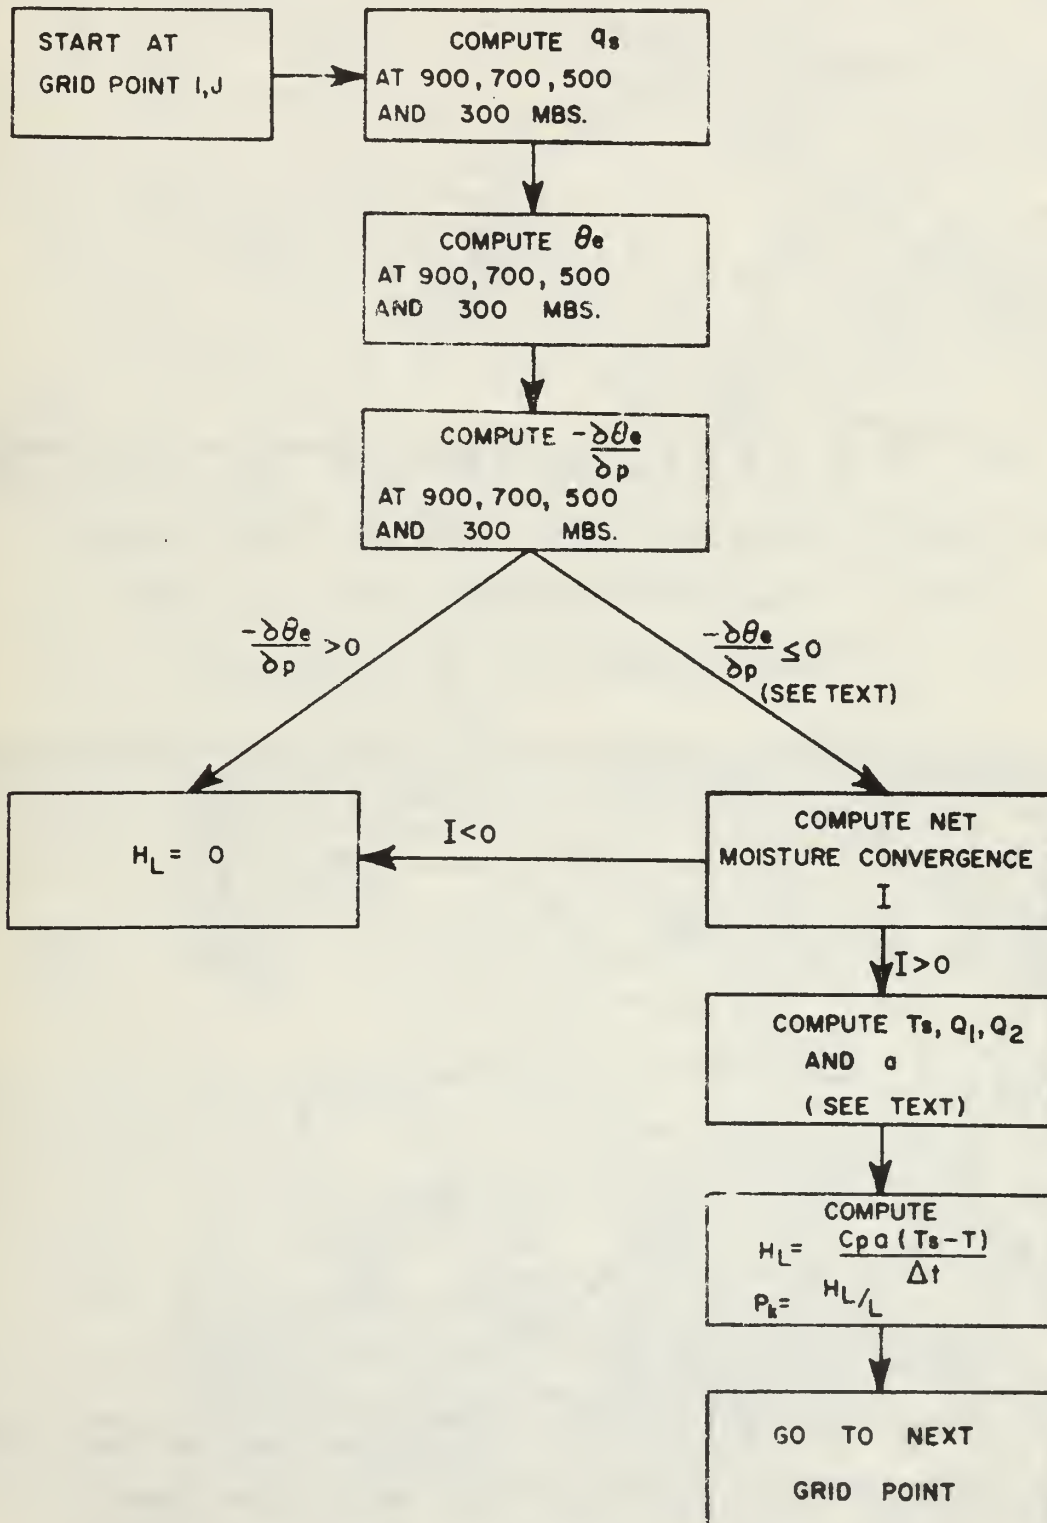 START AT
GRID POINT I,J
COMPUTE qs
AT 900, 700, 500
AND 300 MBS.
COMPUTE θe
AT 900, 700, 500
AND 300 MBS.
COMPUTE -∂θe/∂p
AT 900, 700, 500
AND 300 MBS.
-∂θe/∂p >0
-∂θe/∂p ≤0
(SEE TEXT)
HL= 0
I<0
COMPUTE NET
MOISTURE CONVERGENCE
I
I>0
COMPUTE Ts, Q1, Q2
AND a
(SEE TEXT)
COMPUTE
HL= Cp a (Ts-T)/Δt
Pk= HL/L
GO TO NEXT
GRID POINT